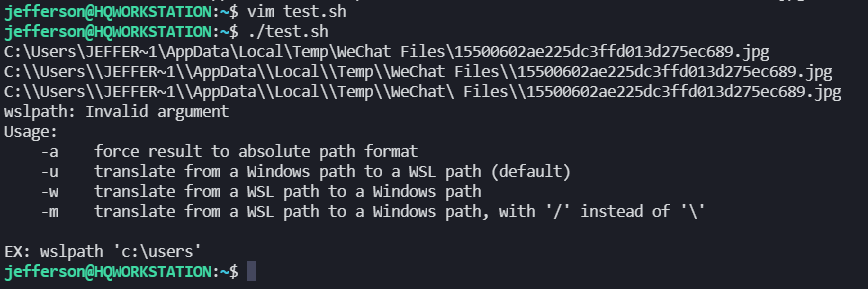 jefferson@HQWORKSTATION:~$ vim test.sh
jefferson@HQWORKSTATION:~$ ./test.sh
C:\Users\JEFFER~1\AppData\Local\Temp\WeChat Files\15500602ae225dc3ffd013d275ec689.jpg
C:\\Users\\JEFFER~1\\AppData\\Local\\Temp\\WeChat Files\\15500602ae225dc3ffd013d275ec689.jpg
C:\\Users\\JEFFER~1\\AppData\\Local\\Temp\\WeChat\ Files\\15500602ae225dc3ffd013d275ec689.jpg
wslpath: Invalid argument
Usage:
    -a    force result to absolute path format
    -u    translate from a Windows path to a WSL path (default)
    -w    translate from a WSL path to a Windows path
    -m    translate from a WSL path to a Windows path, with '/' instead of '\'
EX: wslpath 'c:\users'
jefferson@HQWORKSTATION:~$